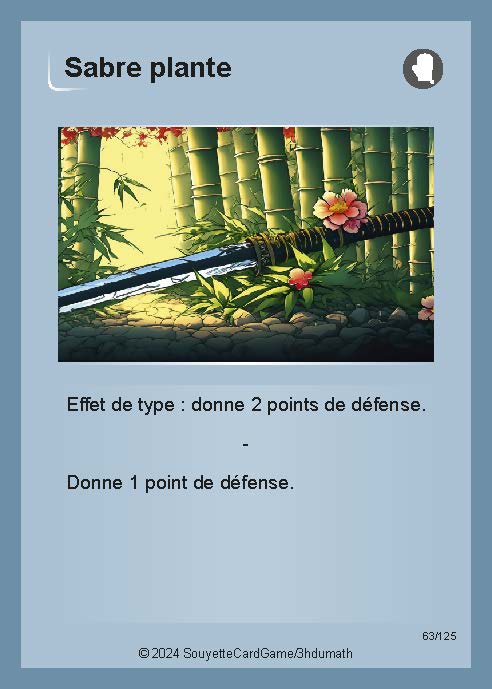 Sabre plante
Effet de type : donne 2 points de défense.
-
Donne 1 point de défense.
63/125
© 2024 SouyetteCardGame/3hdumath